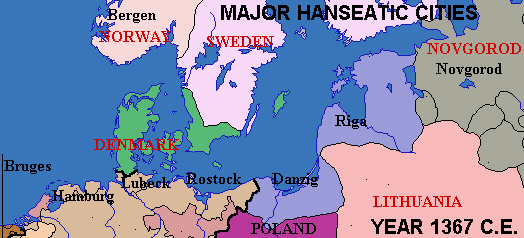 MAJOR HANSEATIC CITIES
Bergen
NORWAY
SWEDEN
NOVGOROD
Novgorod
Riga
DENMARK
Bruges
Lubeck
Rostock
Danzig
Hamburg
LITHUANIA
POLAND
YEAR 1367 C.E.